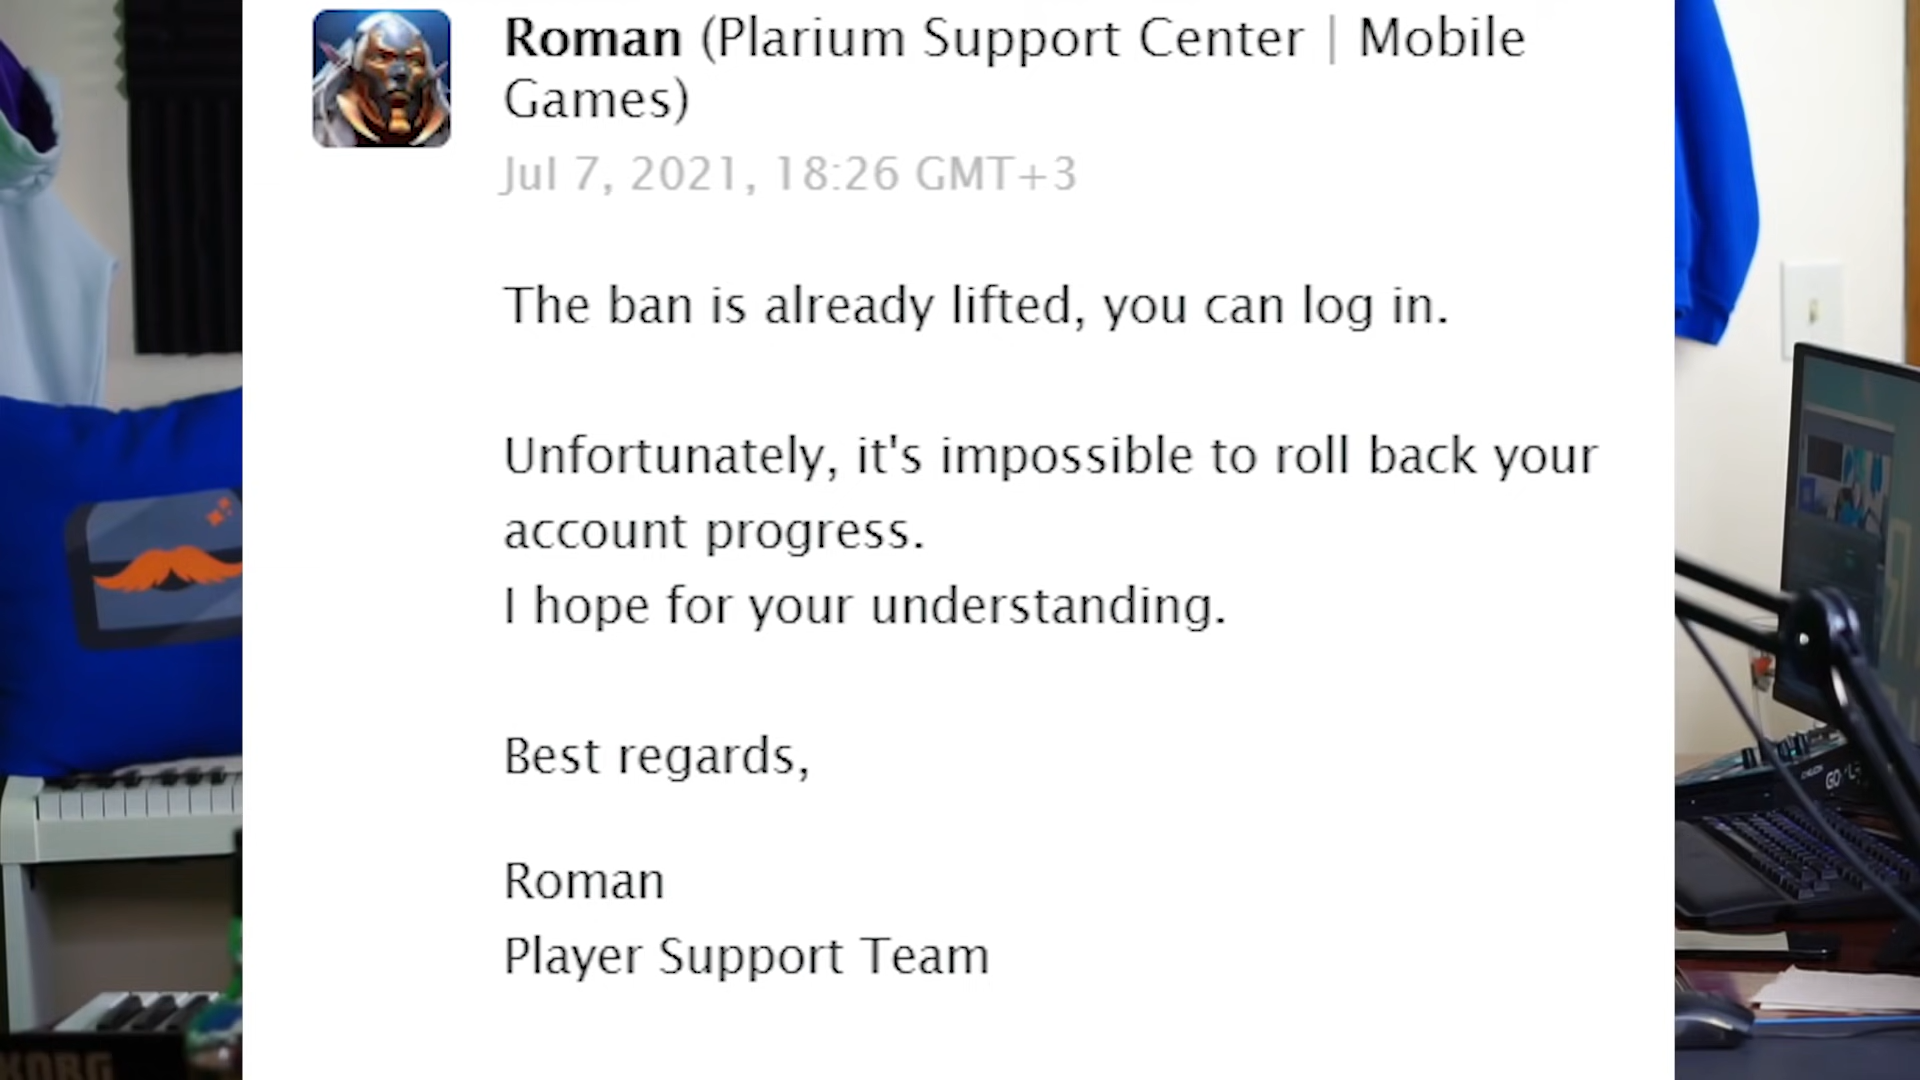 Roman (Plarium Support Center | Mobile
Games)
Jul 7, 2021, 18:26 GMT+3
The ban is already lifted, you can log in.
Unfortunately, it's impossible to roll back your
account progress.
I hope for your understanding.
Best regards,
Roman
Player Support Team
KORG